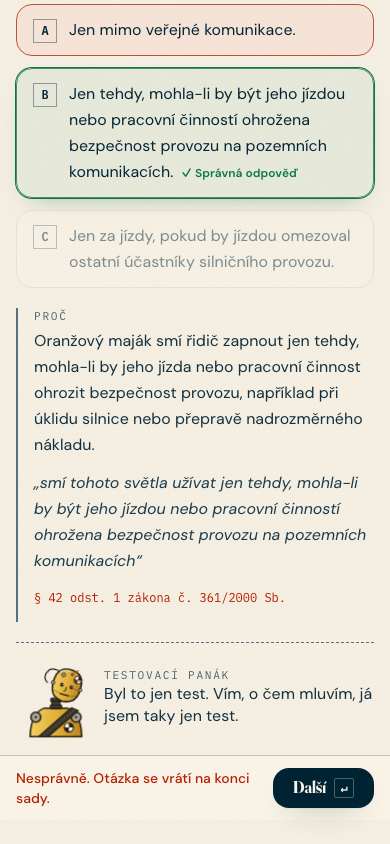 A Jen mimo veřejné komunikace.
B Jen tehdy, mohla-li by být jeho jízdou
nebo pracovní činností ohrožena
bezpečnost provozu na pozemních
komunikacích. ✓ Správná odpověď
C Jen za jízdy, pokud by jízdou omezoval
ostatní účastníky silničního provozu.
PROČ
Oranžový maják smí řidič zapnout jen tehdy,
mohla-li by jeho jízda nebo pracovní činnost
ohrozit bezpečnost provozu, například při
úklidu silnice nebo přepravě nadrozměrného
nákladu.
„smí tohoto světla užívat jen tehdy, mohla-li
by být jeho jízdou nebo pracovní činností
ohrožena bezpečnost provozu na pozemních
komunikacích“
§ 42 odst. 1 zákona č. 361/2000 Sb.
TESTOVACÍ PANÁK
Byl to jen test. Vím, o čem mluvím, já
jsem taky jen test.
Nesprávně. Otázka se vrátí na konci
sady.
Další ↵